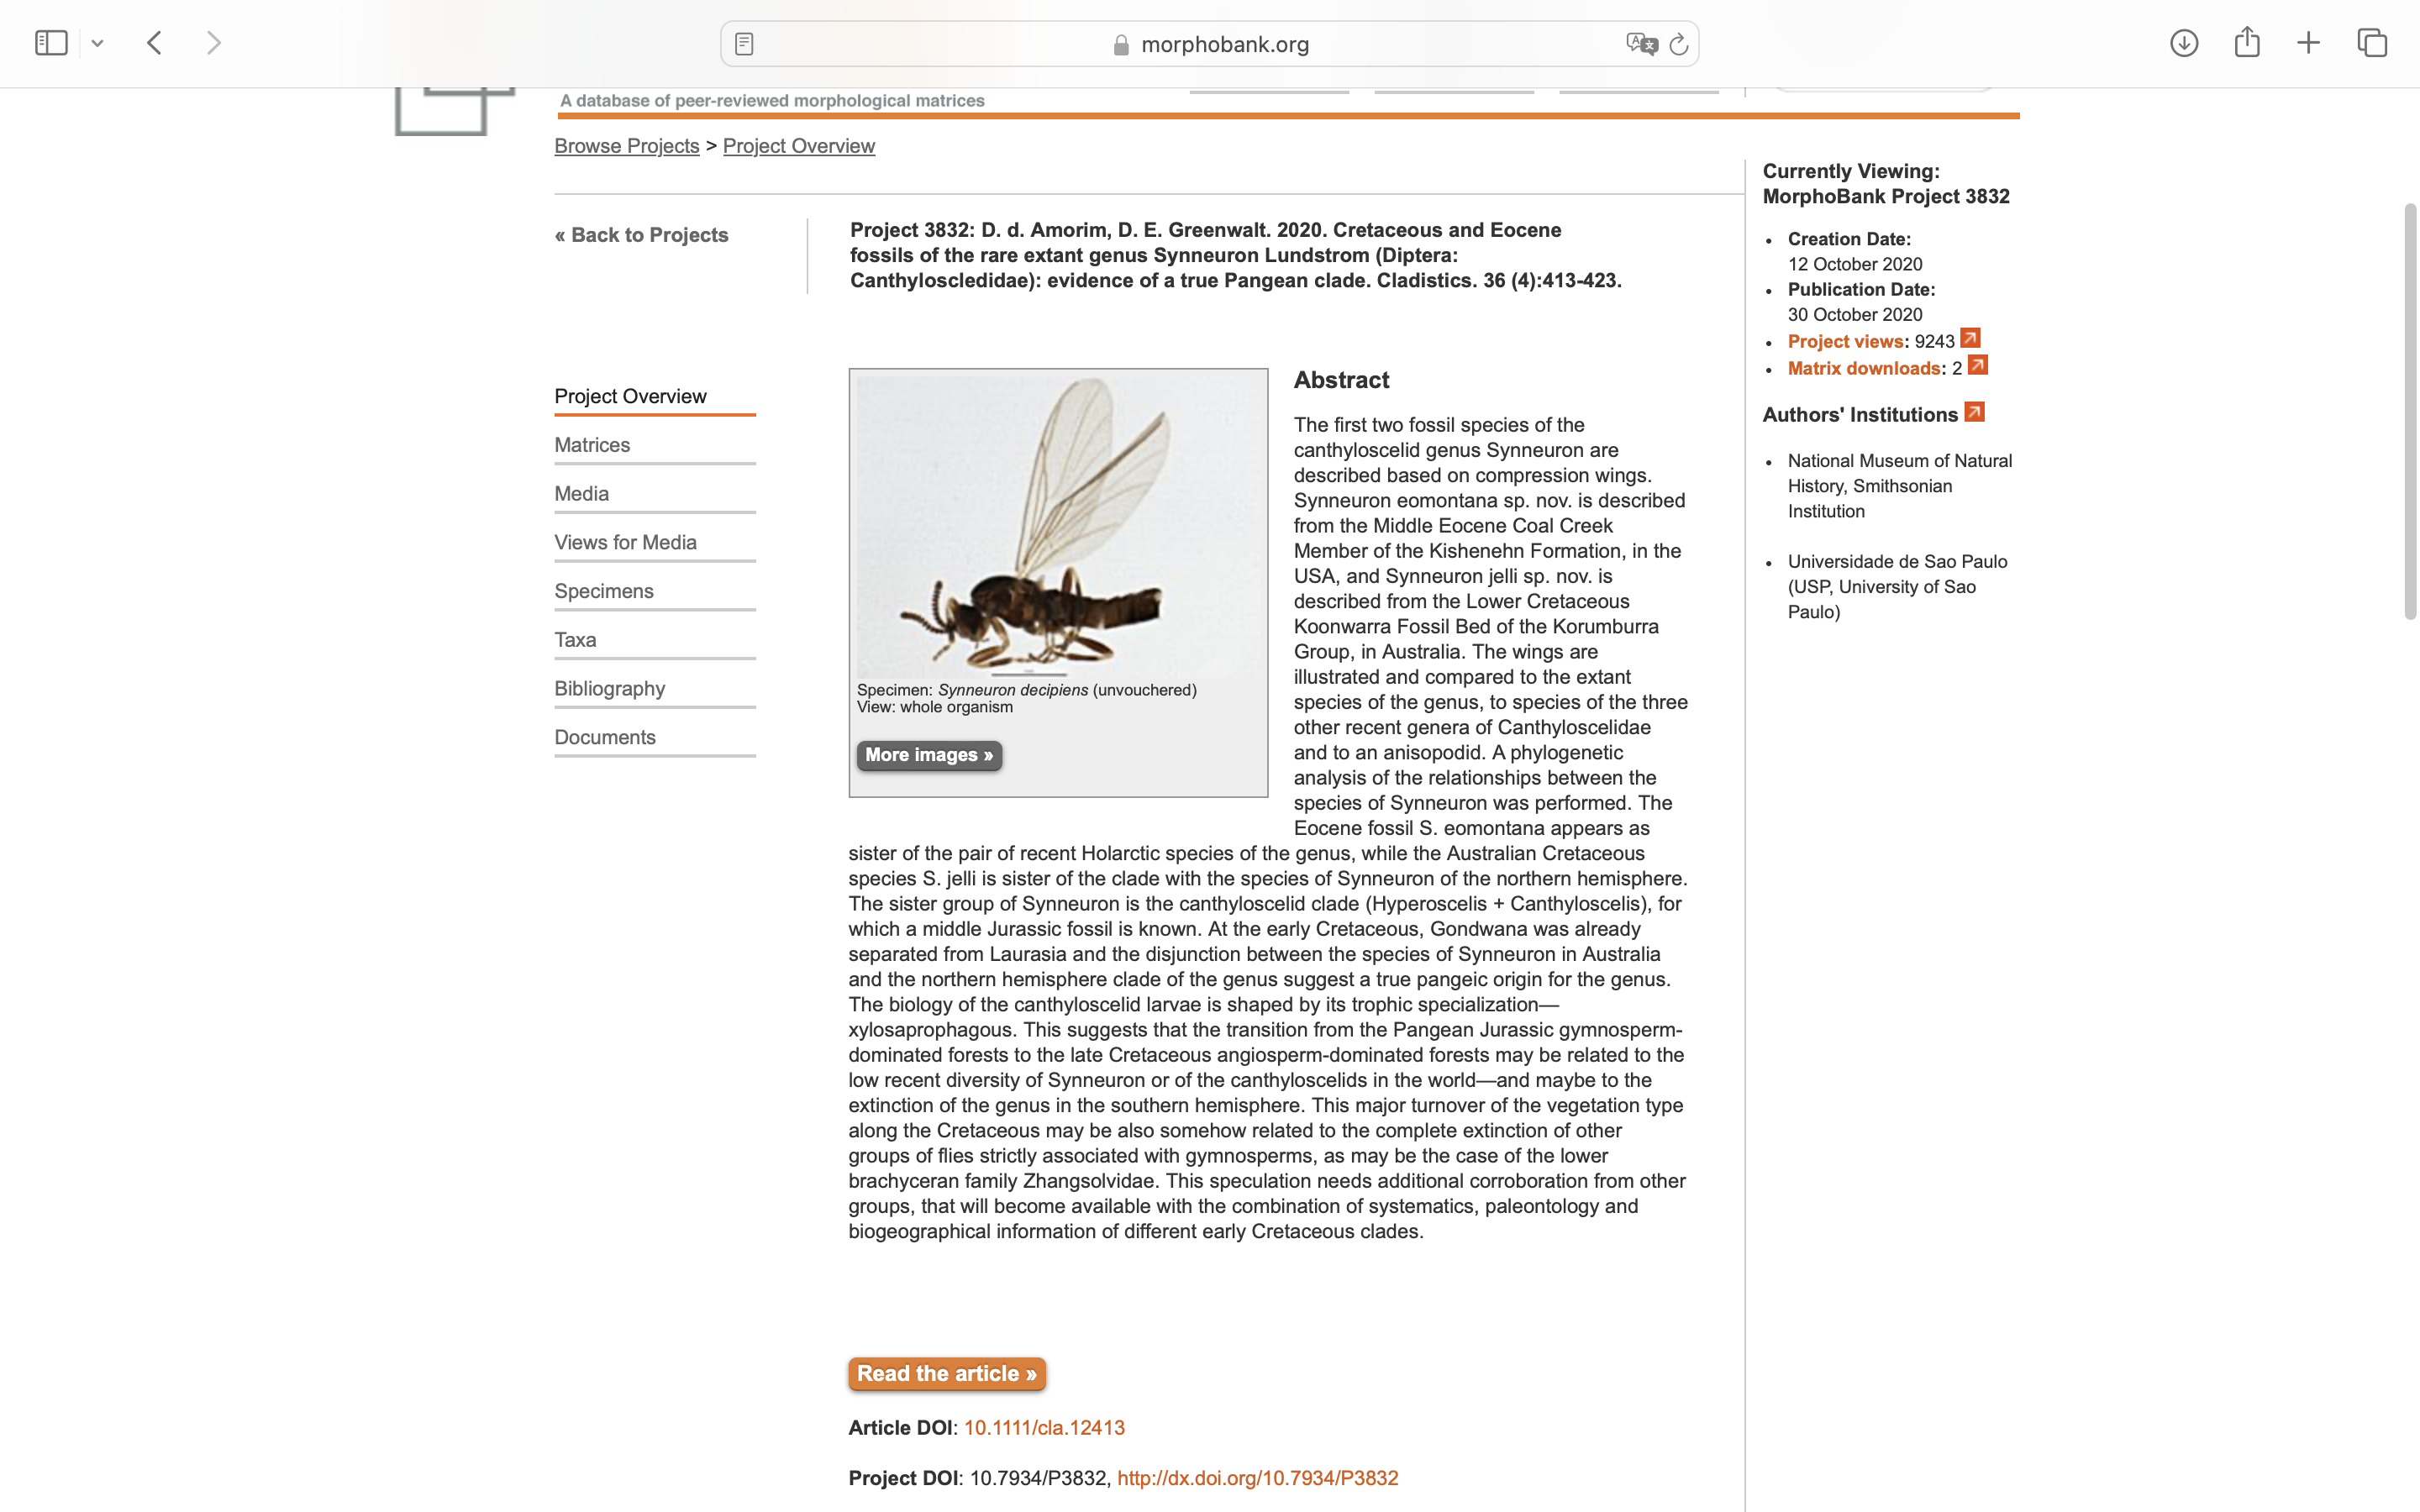 morphobank.org
A database of peer-reviewed morphological matrices
Browse Projects > Project Overview
« Back to Projects
Project 3832: D. d. Amorim, D. E. Greenwalt. 2020. Cretaceous and Eocene
fossils of the rare extant genus Synneuron Lundstrom (Diptera:
Canthyloscledidae): evidence of a true Pangean clade. Cladistics. 36 (4):413-423.
Project Overview
Matrices
Media
Views for Media
Specimens
Taxa
Bibliography
Documents
Specimen: Synneuron decipiens (unvouchered)
View: whole organism
More images »
Abstract
The first two fossil species of the
canthyloscelid genus Synneuron are
described based on compression wings.
Synneuron eomontana sp. nov. is described
from the Middle Eocene Coal Creek
Member of the Kishenehn Formation, in the
USA, and Synneuron jelli sp. nov. is
described from the Lower Cretaceous
Koonwarra Fossil Bed of the Korumburra
Group, in Australia. The wings are
illustrated and compared to the extant
species of the genus, to species of the three
other recent genera of Canthyloscelidae
and to an anisopodid. A phylogenetic
analysis of the relationships between the
species of Synneuron was performed. The
Eocene fossil S. eomontana appears as
sister of the pair of recent Holarctic species of the genus, while the Australian Cretaceous
species S. jelli is sister of the clade with the species of Synneuron of the northern hemisphere.
The sister group of Synneuron is the canthyloscelid clade (Hyperoscelis + Canthyloscelis), for
which a middle Jurassic fossil is known. At the early Cretaceous, Gondwana was already
separated from Laurasia and the disjunction between the species of Synneuron in Australia
and the northern hemisphere clade of the genus suggest a true pangeic origin for the genus.
The biology of the canthyloscelid larvae is shaped by its trophic specialization—
xylosaprophagous. This suggests that the transition from the Pangean Jurassic gymnosperm-
dominated forests to the late Cretaceous angiosperm-dominated forests may be related to the
low recent diversity of Synneuron or of the canthyloscelids in the world—and maybe to the
extinction of the genus in the southern hemisphere. This major turnover of the vegetation type
along the Cretaceous may be also somehow related to the complete extinction of other
groups of flies strictly associated with gymnosperms, as may be the case of the lower
brachyceran family Zhangsolvidae. This speculation needs additional corroboration from other
groups, that will become available with the combination of systematics, paleontology and
biogeographical information of different early Cretaceous clades.
Read the article »
Article DOI: 10.1111/cla.12413
Project DOI: 10.7934/P3832, http://dx.doi.org/10.7934/P3832
Currently Viewing:
MorphoBank Project 3832
• Creation Date:
12 October 2020
• Publication Date:
30 October 2020
• Project views: 9243
• Matrix downloads: 2
Authors' Institutions
• National Museum of Natural
History, Smithsonian
Institution
• Universidade de Sao Paulo
(USP, University of Sao
Paulo)